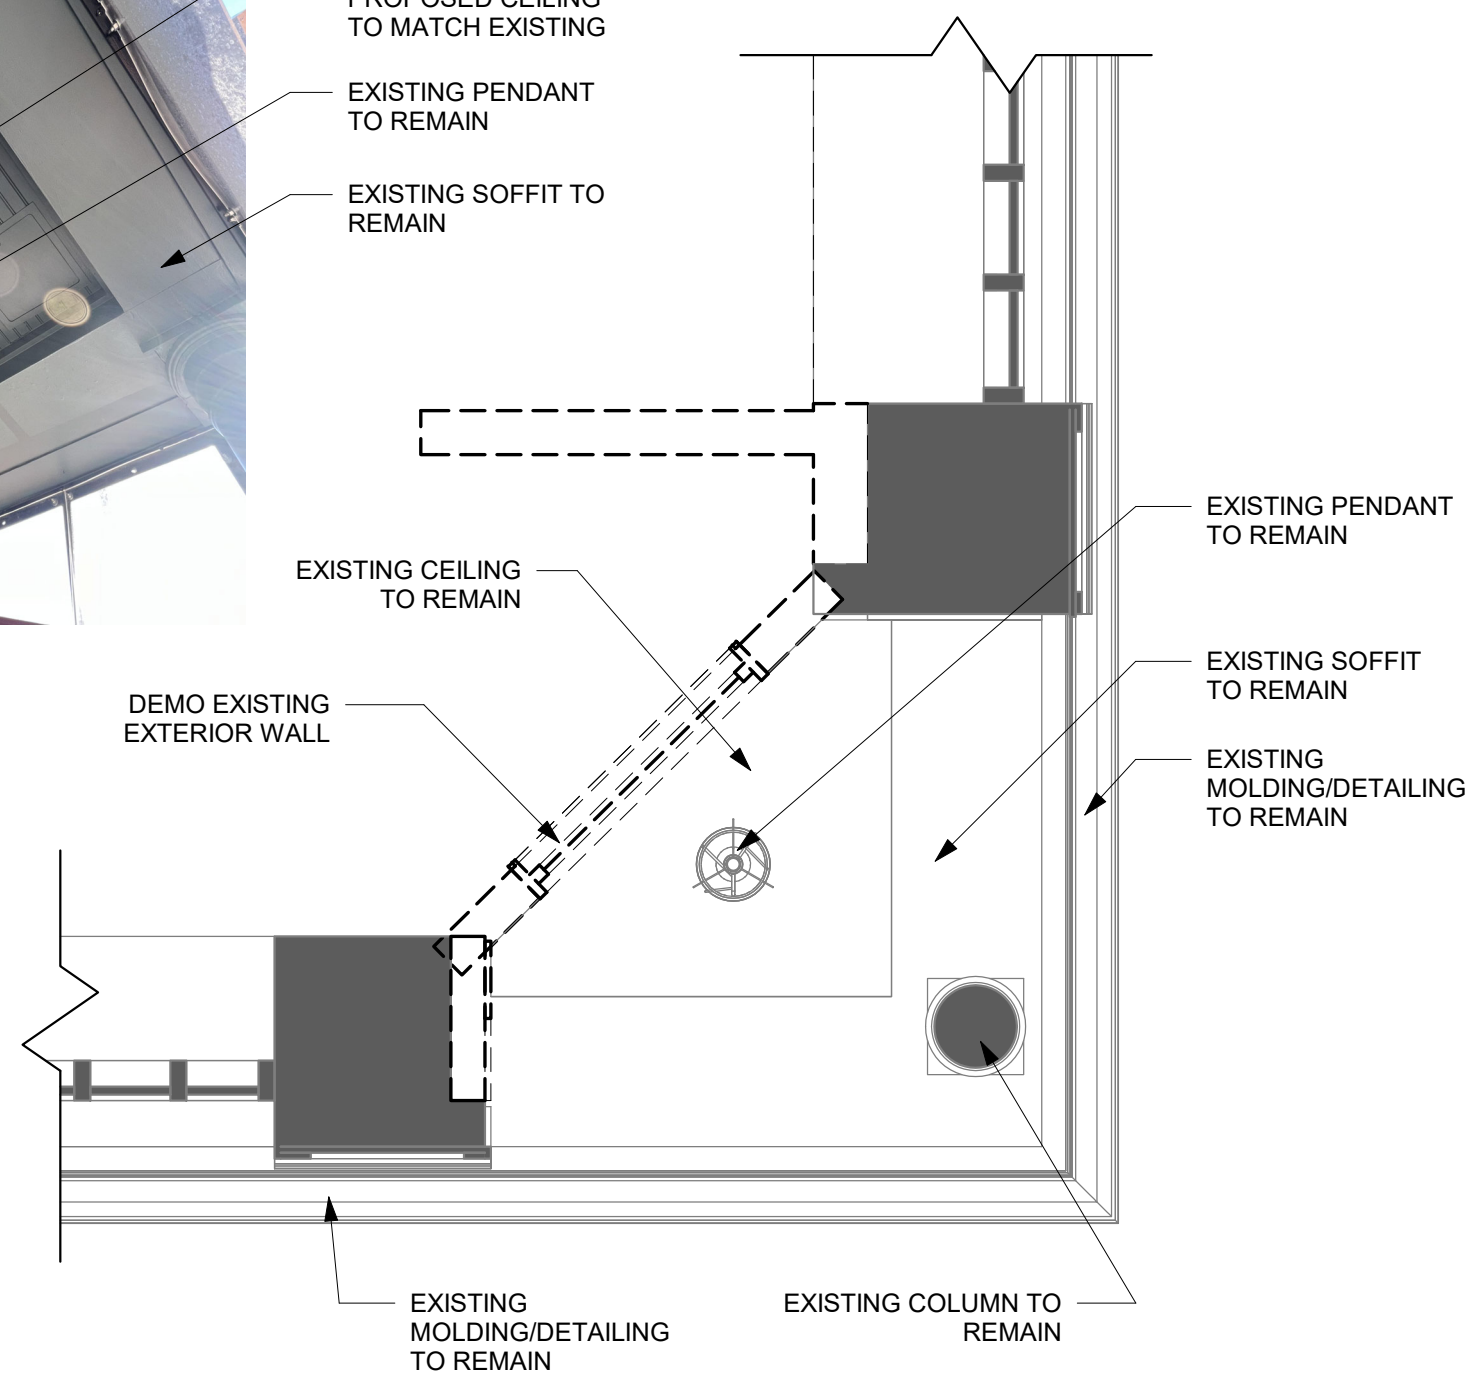 PROPOSED CEILING
TO MATCH EXISTING
EXISTING PENDANT
TO REMAIN
EXISTING SOFFIT TO
REMAIN
EXISTING PENDANT
TO REMAIN
EXISTING CEILING
TO REMAIN
EXISTING SOFFIT
TO REMAIN
DEMO EXISTING
EXTERIOR WALL
EXISTING
MOLDING/DETAILING
TO REMAIN
EXISTING
MOLDING/DETAILING
TO REMAIN
EXISTING COLUMN TO
REMAIN